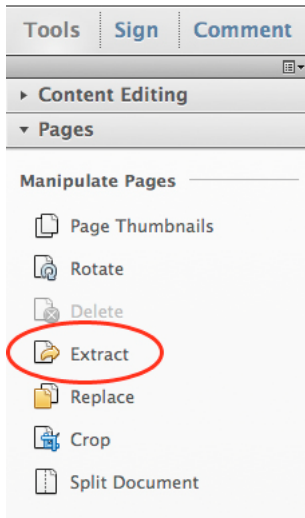 Tools Sign Comment
Content Editing
Pages
Manipulate Pages
Page Thumbnails
Rotate
Delete
Extract
Replace
Crop
Split Document